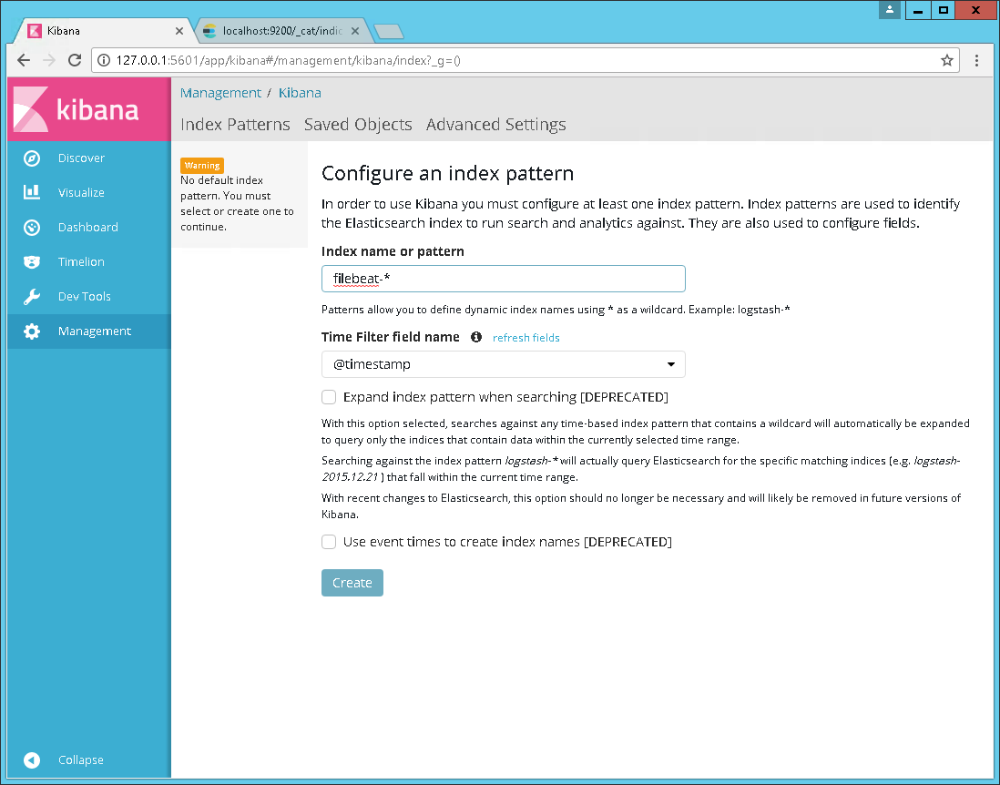 Kibana
localhost:9200/_cat/indic
127.0.0.1:5601/app/kibana#/management/kibana/index?_g=()
kibana
Discover
Visualize
Dashboard
Timelion
Dev Tools
Management
Collapse
Management / Kibana
Index Patterns Saved Objects Advanced Settings
Warning
No default index
pattern. You must
select or create one to
continue.
Configure an index pattern
In order to use Kibana you must configure at least one index pattern. Index patterns are used to identify
the Elasticsearch index to run search and analytics against. They are also used to configure fields.
Index name or pattern
filebeat-*
Patterns allow you to define dynamic index names using * as a wildcard. Example: logstash-*
Time Filter field name refresh fields
@timestamp
Expand index pattern when searching [DEPRECATED]
With this option selected, searches against any time-based index pattern that contains a wildcard will automatically be expanded
to query only the indices that contain data within the currently selected time range.
Searching against the index pattern logstash-* will actually query Elasticsearch for the specific matching indices (e.g. logstash-
2015.12.21 ) that fall within the current time range.
With recent changes to Elasticsearch, this option should no longer be necessary and will likely be removed in future versions of
Kibana.
Use event times to create index names [DEPRECATED]
Create